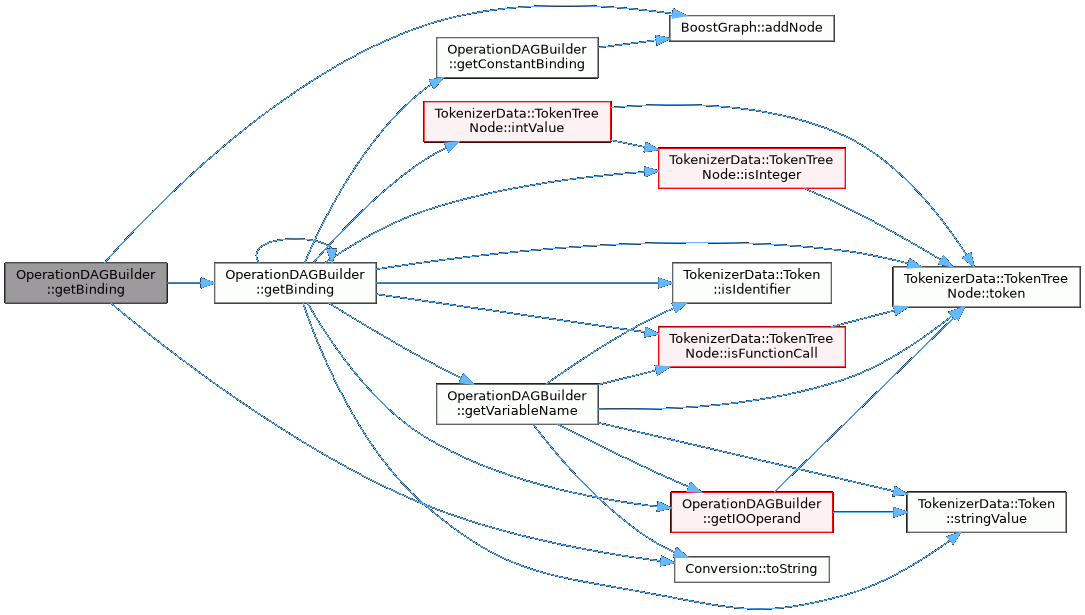 BoostGraph::addNode
OperationDAGBuilder
::getConstantBinding
TokenizerData::TokenTree
Node::intValue
TokenizerData::TokenTree
Node::isInteger
OperationDAGBuilder
::getBinding
OperationDAGBuilder
::getBinding
TokenizerData::Token
::isIdentifier
TokenizerData::TokenTree
Node::token
TokenizerData::TokenTree
Node::isFunctionCall
OperationDAGBuilder
::getVariableName
OperationDAGBuilder
::getIOOperand
TokenizerData::Token
::stringValue
Conversion::toString